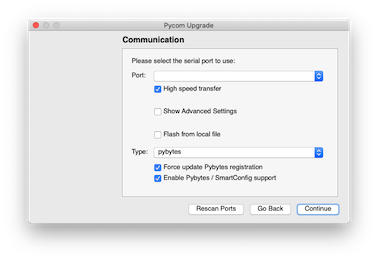 Pycom Upgrade
Communication
Please select the serial port to use:
Port:
High speed transfer
Show Advanced Settings
Flash from local file
Type: pybytes
Force update Pybytes registration
Enable Pybytes / SmartConfig support
Rescan Ports Go Back Continue